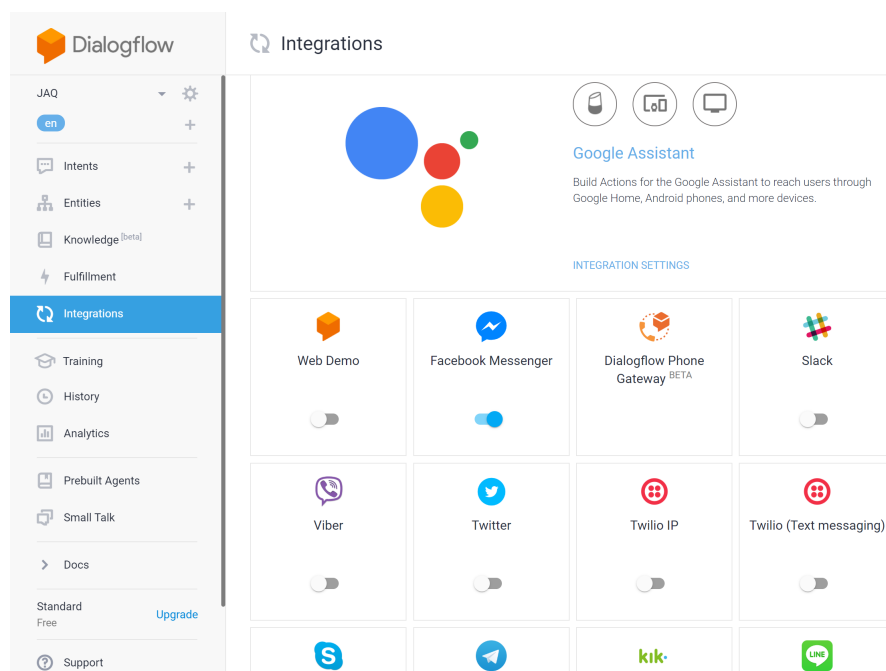 Dialogflow
JAQ
en
Intents
Entities
Knowledge [beta]
Fulfillment
Integrations
Training
History
Analytics
Prebuilt Agents
Small Talk
Docs
Standard
Free
Upgrade
Support
Integrations
Google Assistant
Build Actions for the Google Assistant to reach users through
Google Home, Android phones, and more devices.
INTEGRATION SETTINGS
Web Demo
Facebook Messenger
Dialogflow Phone
Gateway BETA
Slack
Viber
Twitter
Twilio IP
Twilio (Text messaging)
S
kik
LINE